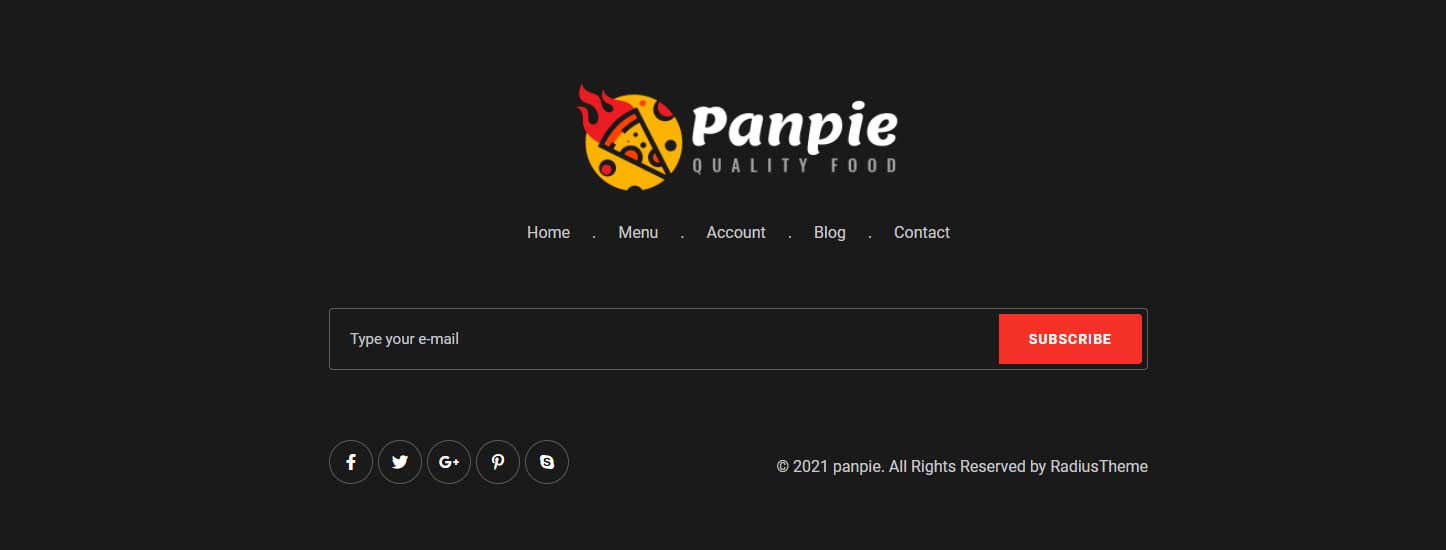 Panpie
QUALITY FOOD
Home . Menu . Account . Blog . Contact
Type your e-mail
SUBSCRIBE
© 2021 panpie. All Rights Reserved by RadiusTheme